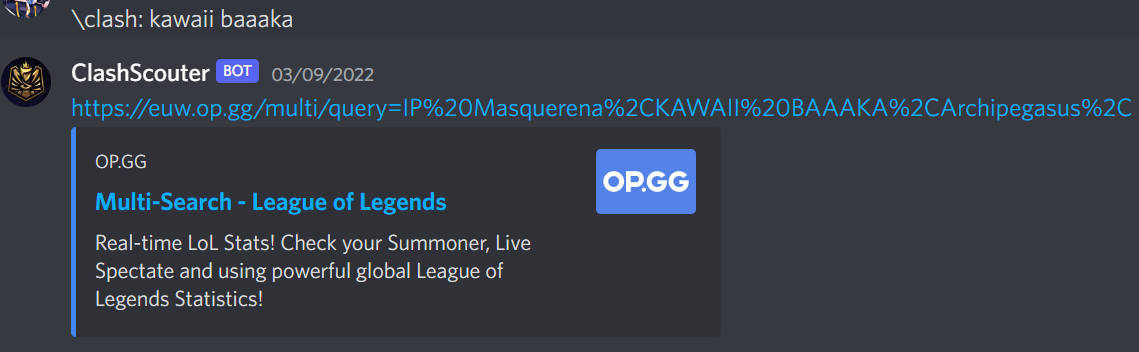 \clash: kawaii baaaka
ClashScouter BOT 03/09/2022
https://euw.op.gg/multi/query=IP%20Masquerena%2CKAWAII%20BAAAKA%2CArchipegasus%2C
OP.GG
OP.GG
Multi-Search - League of Legends
Real-time LoL Stats! Check your Summoner, Live
Spectate and using powerful global League of
Legends Statistics!